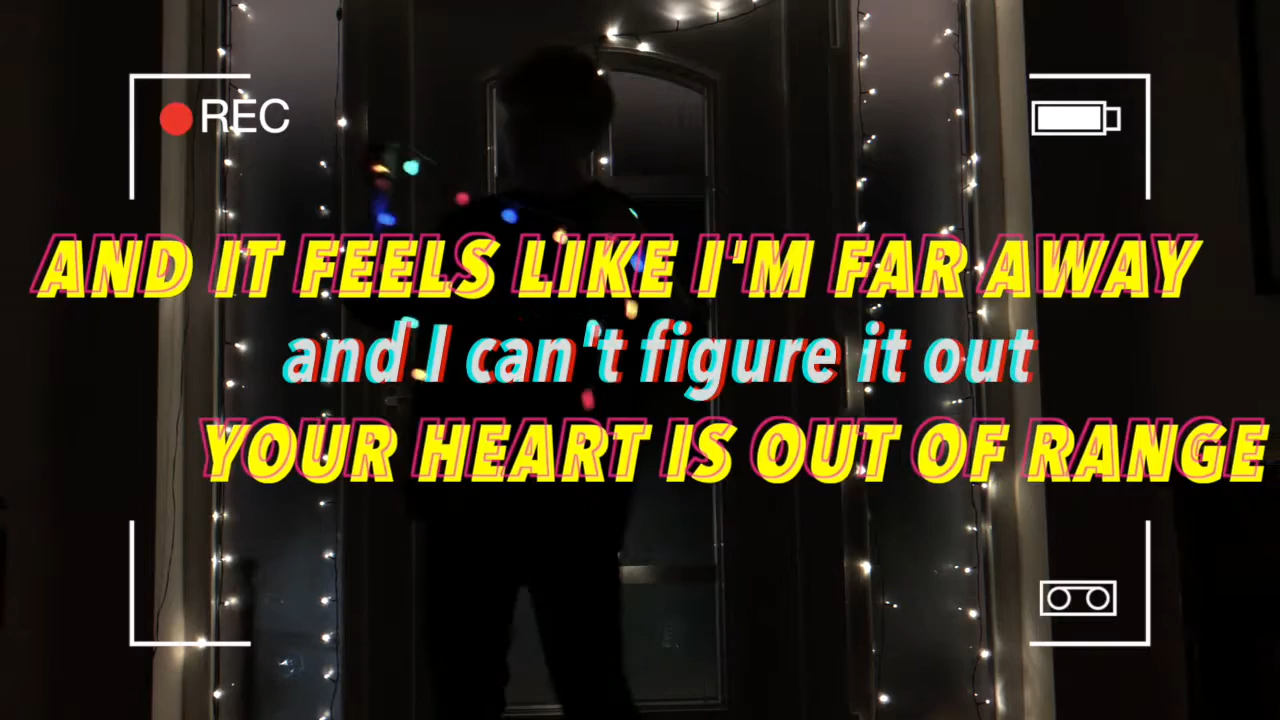 REC
AND IT FEELS LIKE I'M FAR AWAY
and I can't figure it out
YOUR HEART IS OUT OF RANGE